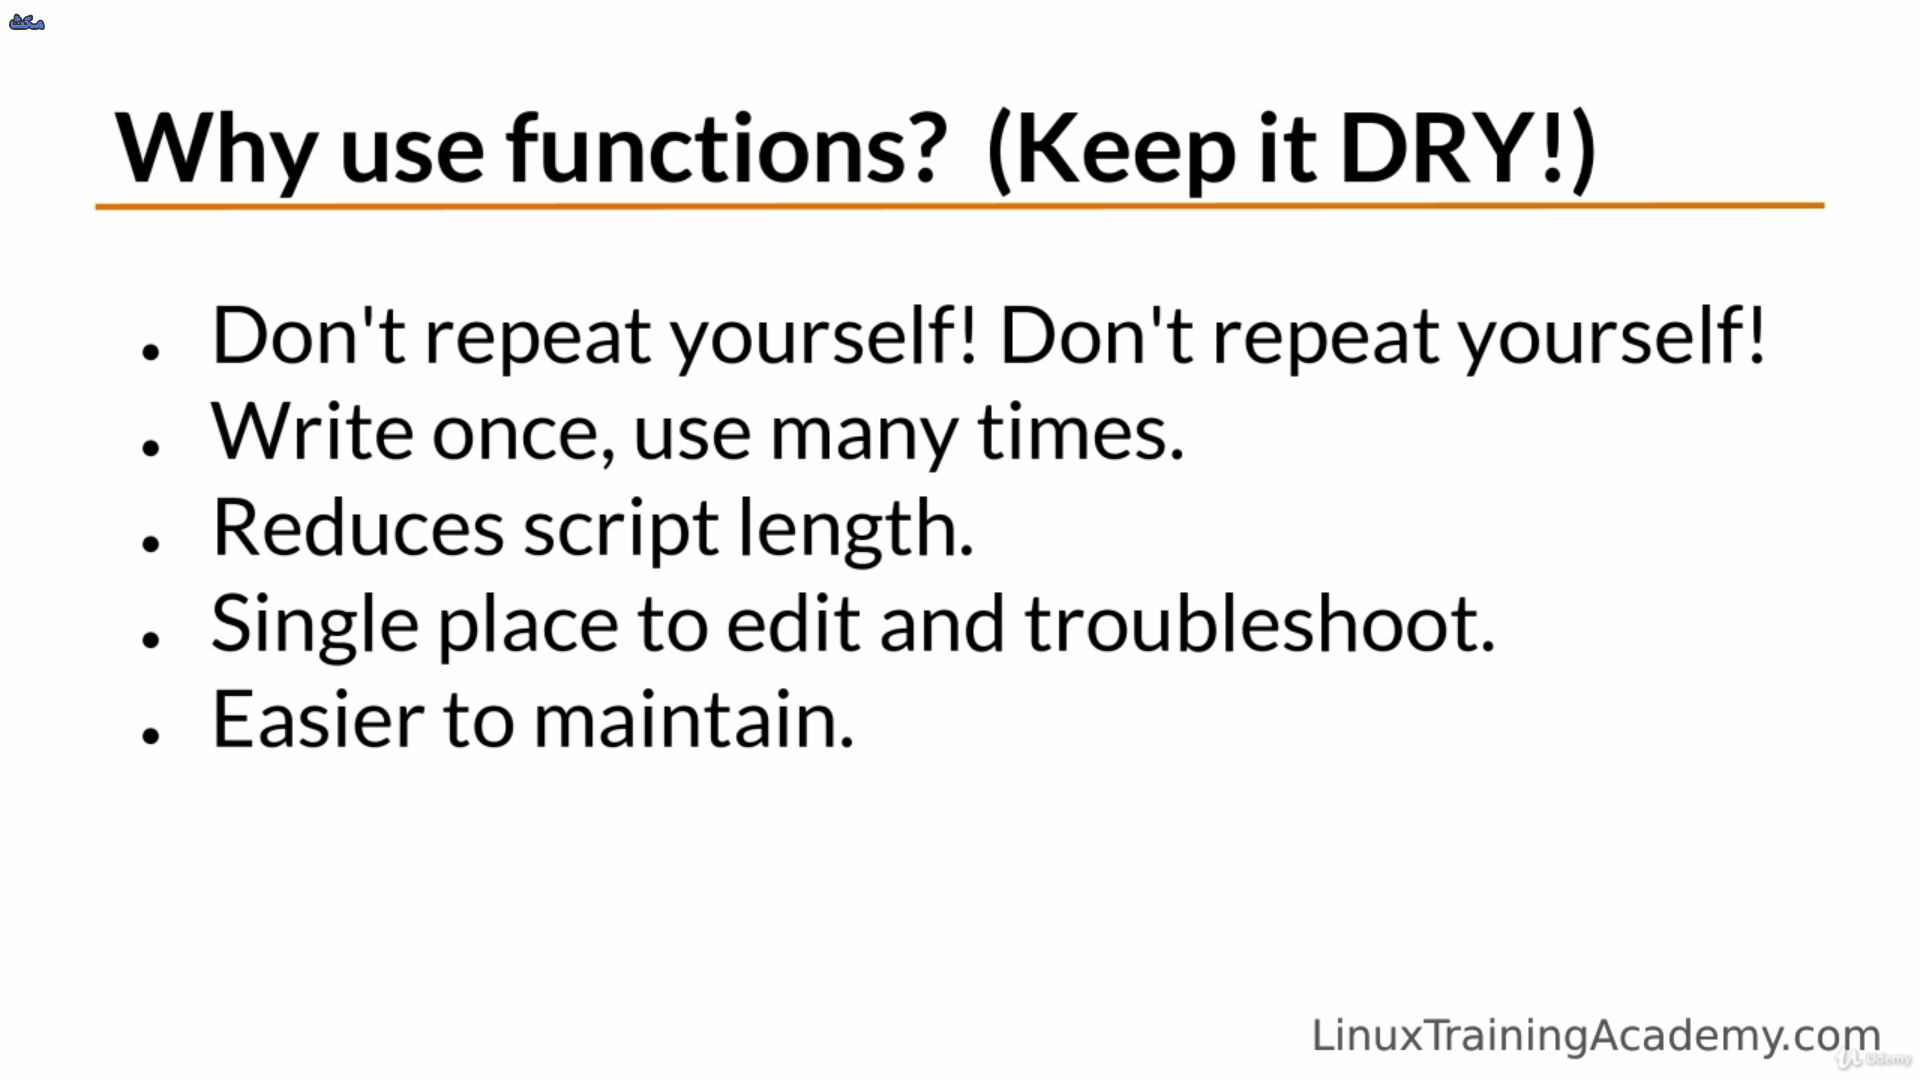 مكث
Why use functions? (Keep it DRY!)
• Don't repeat yourself! Don't repeat yourself!
• Write once, use many times.
• Reduces script length.
• Single place to edit and troubleshoot.
• Easier to maintain.
LinuxTrainingAcademy.com
Udemy